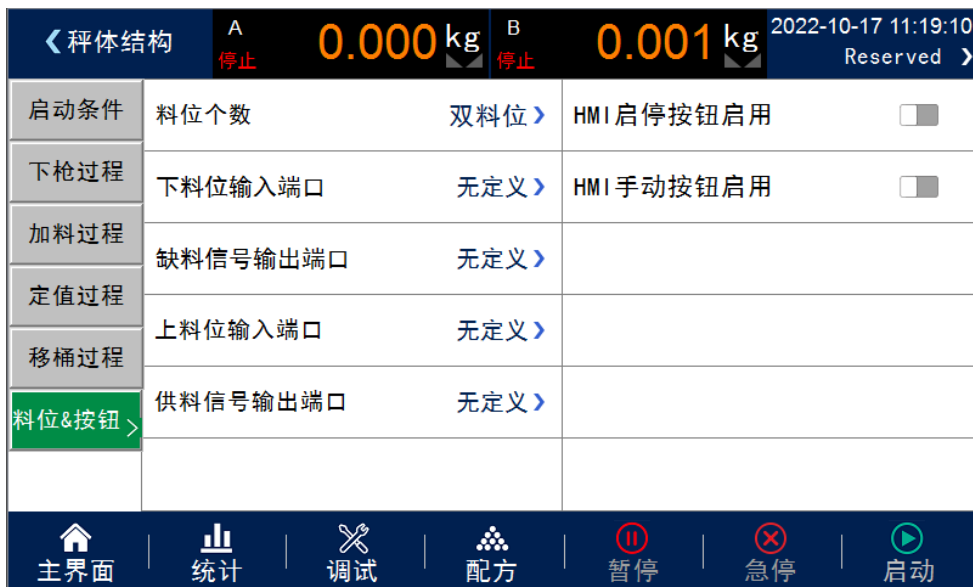 秤体结构
A
停止
0.000 kg
B
停止
0.001 kg
2022-10-17 11:19:10
Reserved
启动条件
下枪过程
加料过程
定值过程
移桶过程
料位&按钮
料位个数 双料位
下料位输入端口 无定义
缺料信号输出端口 无定义
上料位输入端口 无定义
供料信号输出端口 无定义
HMI启停按钮启用
HMI手动按钮启用
主界面
统计
调试
配方
暂停
急停
启动